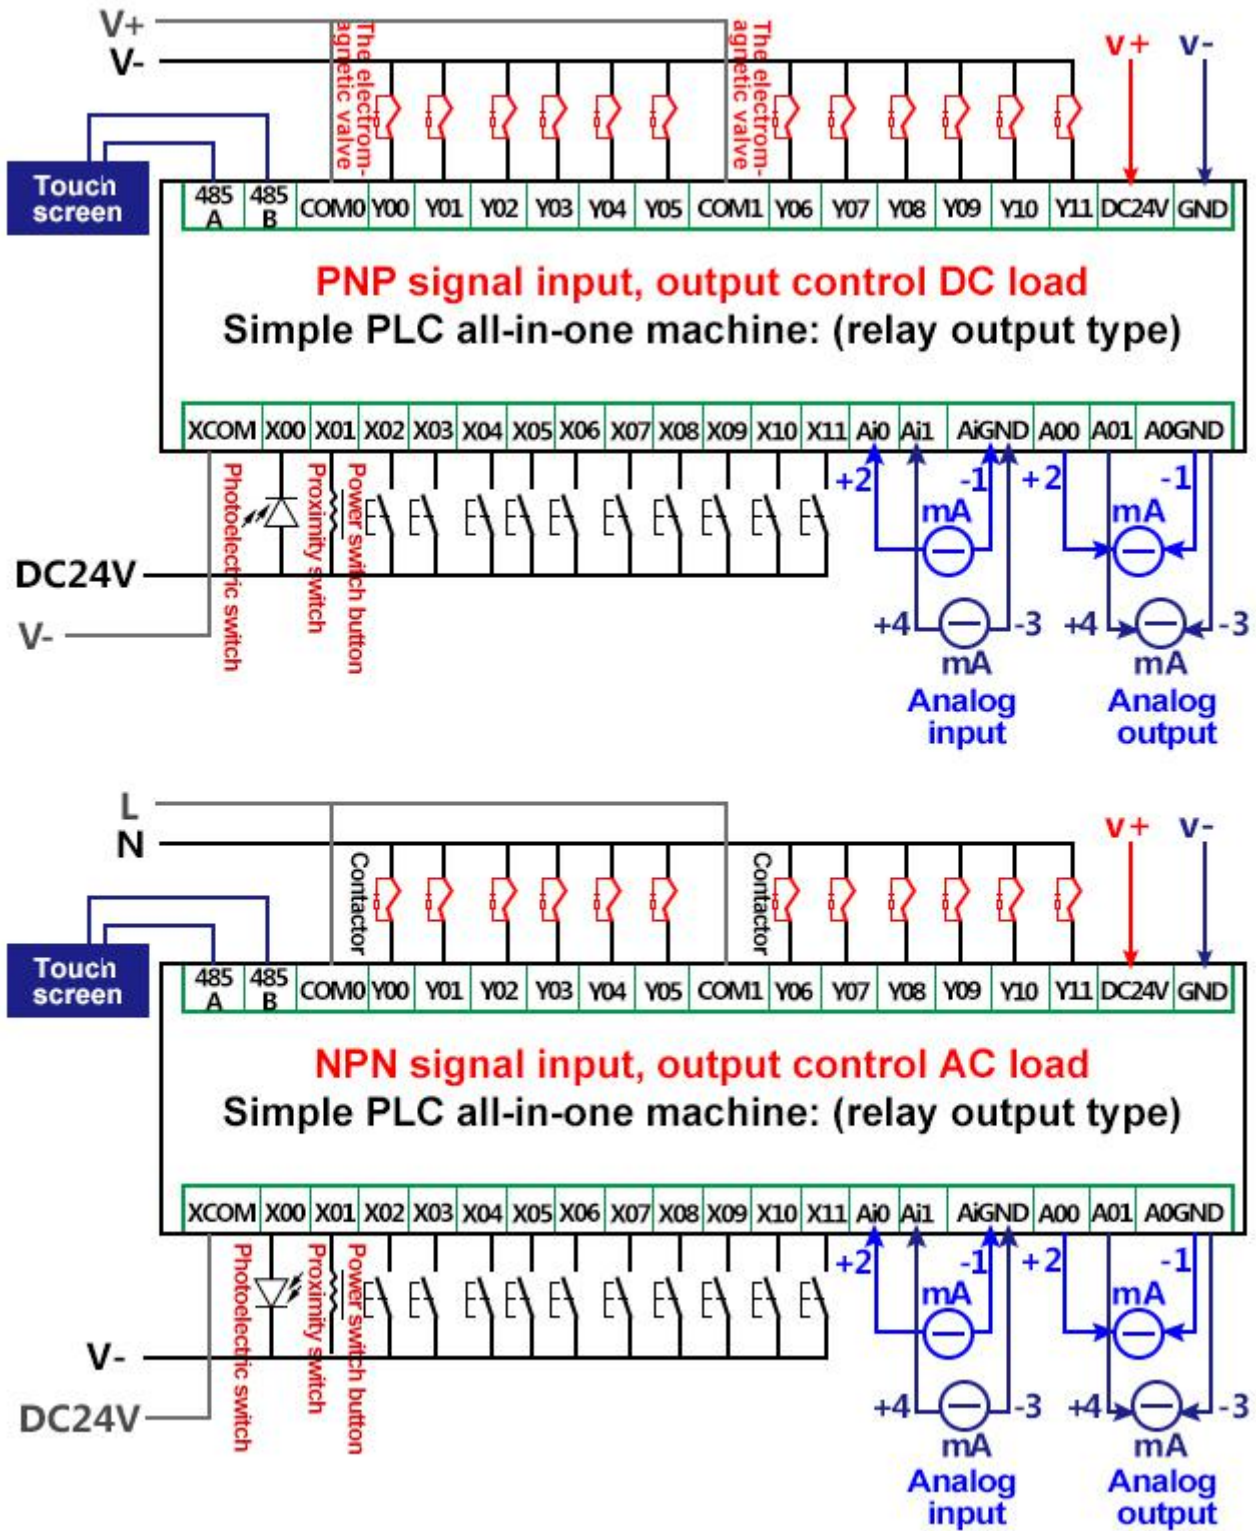 V+
V-
The electrom-
agnetic valve
The electrom-
agnetic valve
v+
v-
Touch
screen
485
A
485
B
COM0 Y00 Y01 Y02 Y03 Y04 Y05 COM1 Y06 Y07 Y08 Y09 Y10 Y11 DC24V GND
PNP signal input, output control DC load
Simple PLC all-in-one machine: (relay output type)
XCOM X00 X01 X02 X03 X04 X05 X06 X07 X08 X09 X10 X11 Ai0 Ai1 AiGND A00 A01 A0GND
Photoelectric switch
Proximity switch
Power switch button
+2
-1
+2
-1
mA
mA
DC24V
V-
+4
-3
+4
-3
mA
mA
Analog
input
Analog
output
L
N
Contactor
Contactor
v+
v-
Touch
screen
485
A
485
B
COM0 Y00 Y01 Y02 Y03 Y04 Y05 COM1 Y06 Y07 Y08 Y09 Y10 Y11 DC24V GND
NPN signal input, output control AC load
Simple PLC all-in-one machine: (relay output type)
XCOM X00 X01 X02 X03 X04 X05 X06 X07 X08 X09 X10 X11 Ai0 Ai1 AiGND A00 A01 A0GND
Photoelectric switch
Proximity switch
Power switch button
+2
-1
+2
-1
mA
mA
V-
DC24V
+4
-3
+4
-3
mA
mA
Analog
input
Analog
output